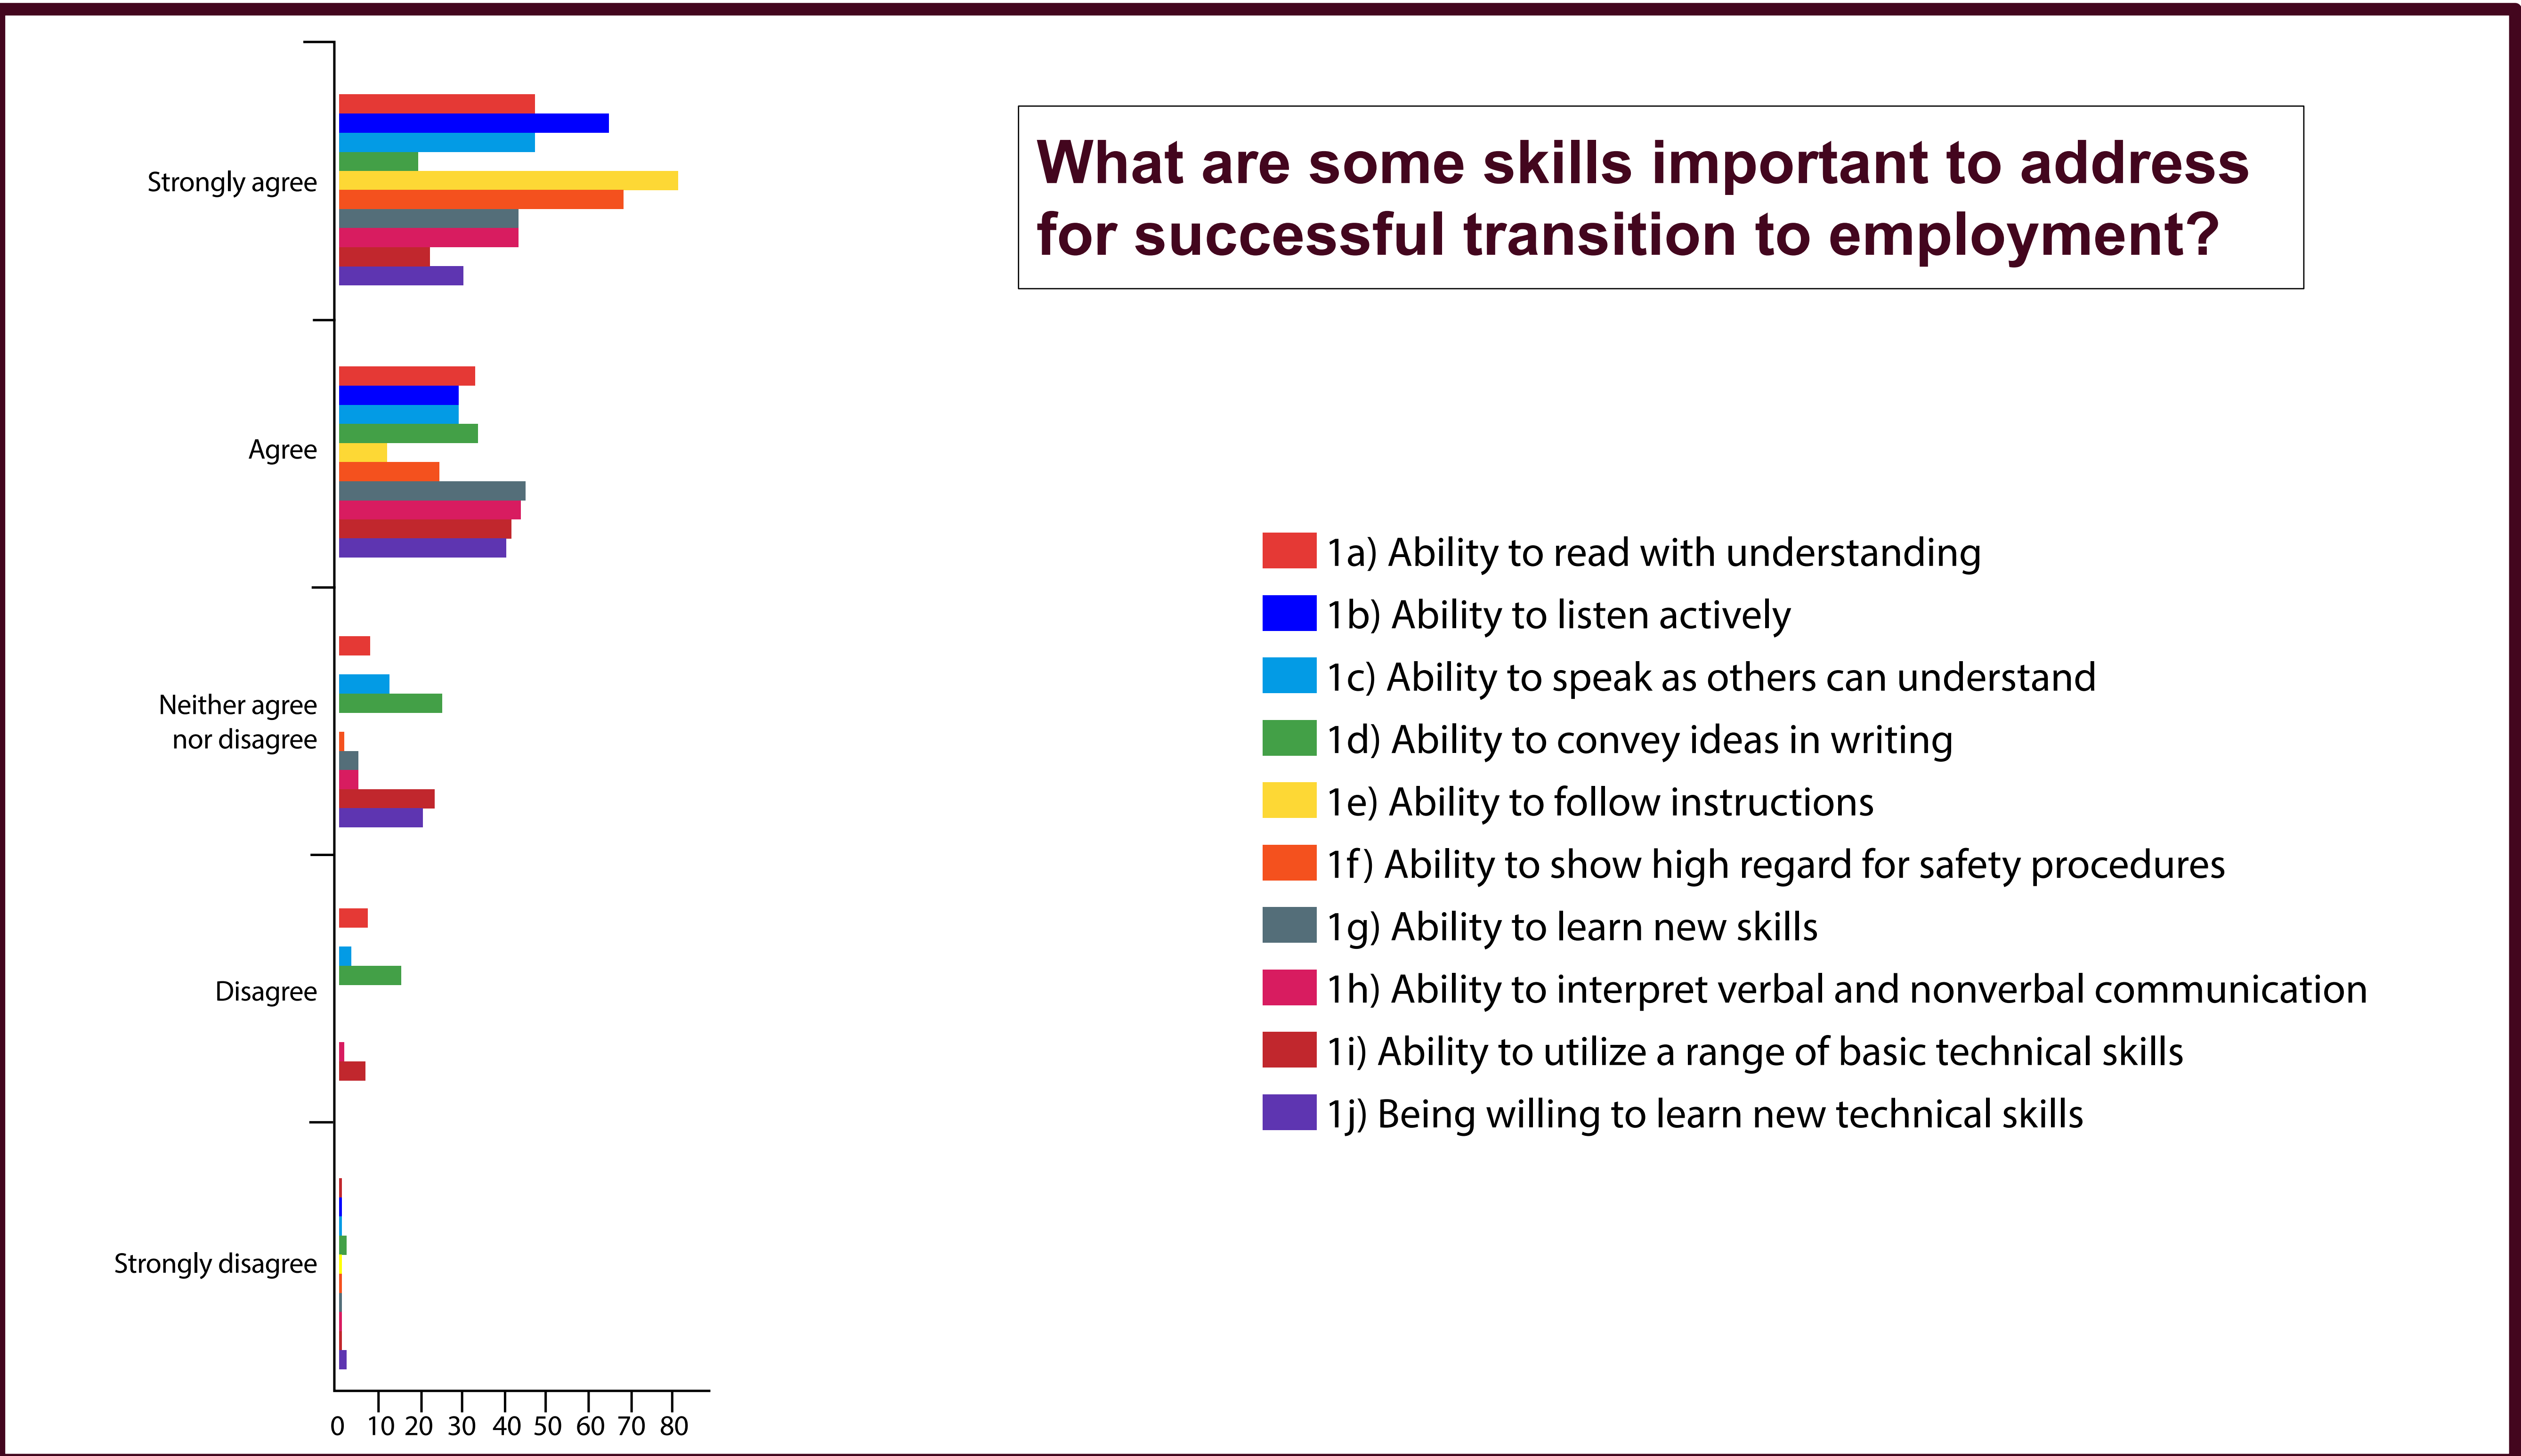 What are some skills important to address
for successful transition to employment?
Strongly agree
Agree
Neither agree
nor disagree
Disagree
Strongly disagree
0 10 20 30 40 50 60 70 80
1a) Ability to read with understanding
1b) Ability to listen actively
1c) Ability to speak as others can understand
1d) Ability to convey ideas in writing
1e) Ability to follow instructions
1f) Ability to show high regard for safety procedures
1g) Ability to learn new skills
1h) Ability to interpret verbal and nonverbal communication
1i) Ability to utilize a range of basic technical skills
1j) Being willing to learn new technical skills